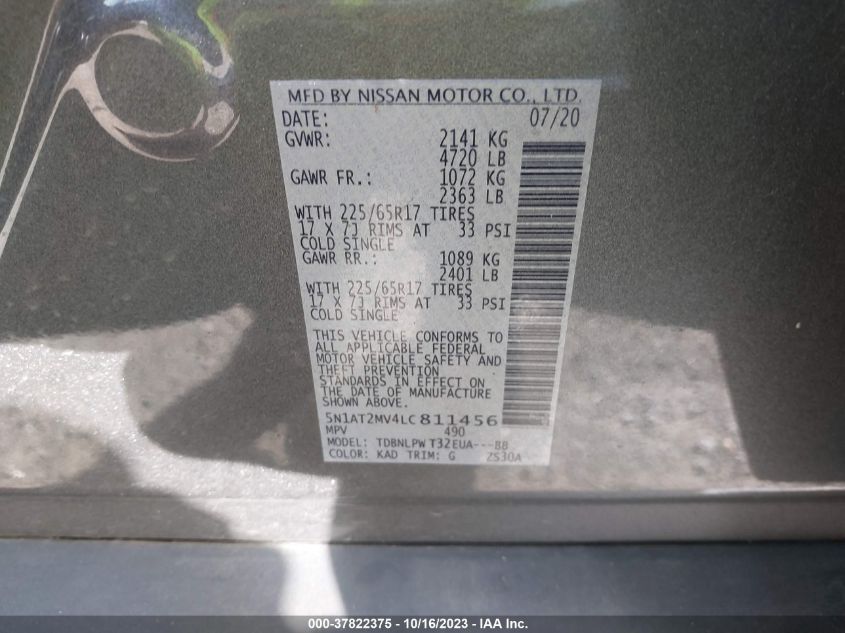 MFD BY NISSAN MOTOR CO., LTD.
DATE: 07/20
GVWR: 2141 KG
4720 LB
GAWR FR.: 1072 KG
2363 LB
WITH 225/65R17 TIRES
17 X 7J RIMS AT 33 PSI
COLD SINGLE
GAWR RR.: 1089 KG
2401 LB
WITH 225/65R17 TIRES
17 X 7J RIMS AT 33 PSI
COLD SINGLE
THIS VEHICLE CONFORMS TO
ALL APPLICABLE FEDERAL
MOTOR VEHICLE SAFETY AND
THEFT PREVENTION
STANDARDS IN EFFECT ON
THE DATE OF MANUFACTURE
SHOWN ABOVE.
5N1AT2MV4LC811456
MPV 490
MODEL: TDBNLPW T32EUA---BB
COLOR: KAD TRIM: G ZS30A
000-37822375 - 10/16/2023 - IAA Inc.